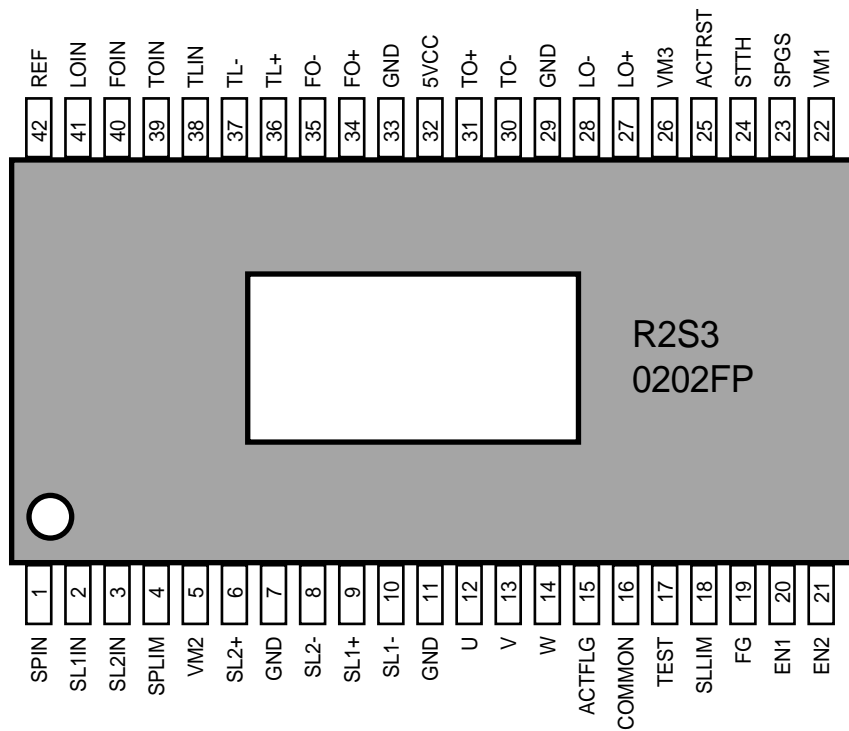 REF LOIN FOIN TOIN TLIN TL- TL+ FO- FO+ GND 5VCC TO+ TO- GND LO- LO+ VM3 ACTRST STTH SPGS VM1
42 41 40 39 38 37 36 35 34 33 32 31 30 29 28 27 26 25 24 23 22
R2S3
0202FP
1 2 3 4 5 6 7 8 9 10 11 12 13 14 15 16 17 18 19 20 21
SPIN SL1IN SL2IN SPLIM VM2 SL2+ GND SL2- SL1+ SL1- GND U V W ACTFLG COMMON TEST SLLIM FG EN1 EN2